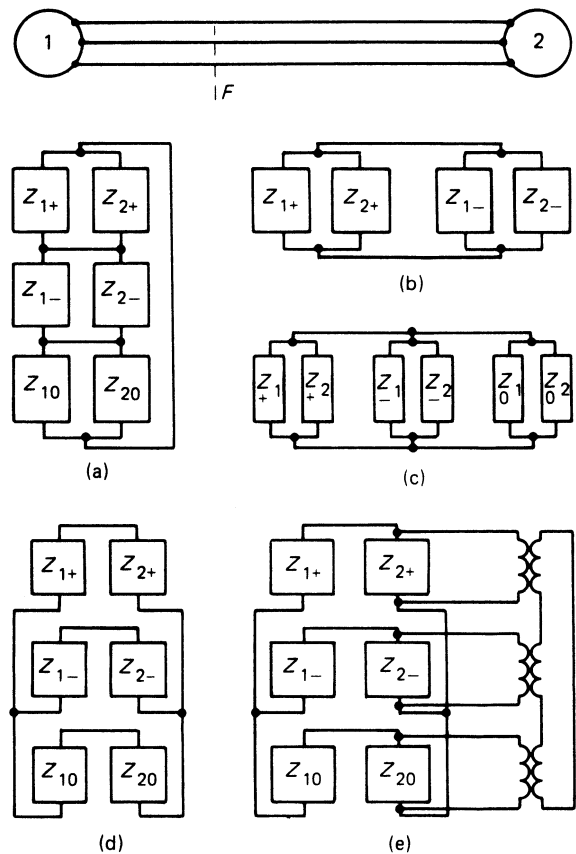 1 2
F
Z1+ Z2+
Z1− Z2−
Z10 Z20
(a)
Z1+ Z2+ Z1− Z2−
(b)
Z+1 Z+2 Z−1 Z−2 Z01 Z02
(c)
Z1+ Z2+
Z1− Z2-
Z10 Z20
(d)
Z1+ Z2+
Z1− Z2−
Z10 Z20
(e)